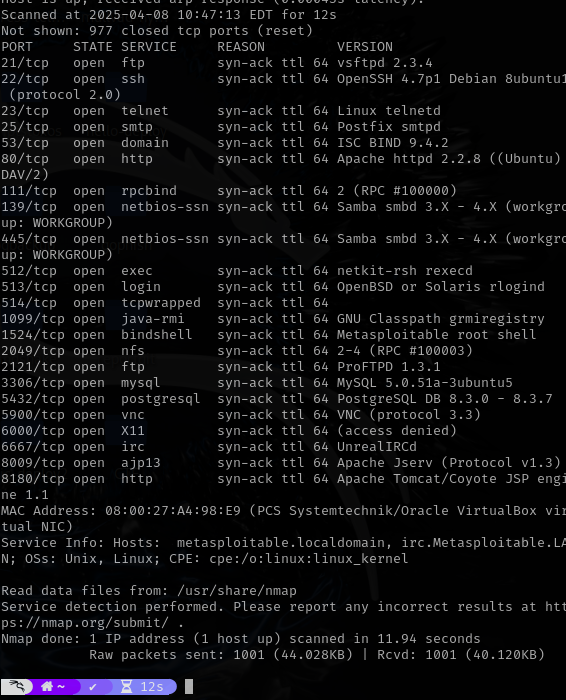 Host is up, received arp-response (0.00045s latency).
Scanned at 2025-04-08 10:47:13 EDT for 12s
Not shown: 977 closed tcp ports (reset)
PORT     STATE SERVICE     REASON         VERSION
21/tcp   open  ftp         syn-ack ttl 64 vsftpd 2.3.4
22/tcp   open  ssh         syn-ack ttl 64 OpenSSH 4.7p1 Debian 8ubuntu1
 (protocol 2.0)
23/tcp   open  telnet      syn-ack ttl 64 Linux telnetd
25/tcp   open  smtp        syn-ack ttl 64 Postfix smtpd
53/tcp   open  domain      syn-ack ttl 64 ISC BIND 9.4.2
80/tcp   open  http        syn-ack ttl 64 Apache httpd 2.2.8 ((Ubuntu)
DAV/2)
111/tcp  open  rpcbind     syn-ack ttl 64 2 (RPC #100000)
139/tcp  open  netbios-ssn syn-ack ttl 64 Samba smbd 3.X - 4.X (workgro
up: WORKGROUP)
445/tcp  open  netbios-ssn syn-ack ttl 64 Samba smbd 3.X - 4.X (workgro
up: WORKGROUP)
512/tcp  open  exec        syn-ack ttl 64 netkit-rsh rexecd
513/tcp  open  login       syn-ack ttl 64 OpenBSD or Solaris rlogind
514/tcp  open  tcpwrapped  syn-ack ttl 64
1099/tcp open  java-rmi    syn-ack ttl 64 GNU Classpath grmiregistry
1524/tcp open  bindshell   syn-ack ttl 64 Metasploitable root shell
2049/tcp open  nfs         syn-ack ttl 64 2-4 (RPC #100003)
2121/tcp open  ftp         syn-ack ttl 64 ProFTPD 1.3.1
3306/tcp open  mysql       syn-ack ttl 64 MySQL 5.0.51a-3ubuntu5
5432/tcp open  postgresql  syn-ack ttl 64 PostgreSQL DB 8.3.0 - 8.3.7
5900/tcp open  vnc         syn-ack ttl 64 VNC (protocol 3.3)
6000/tcp open  X11         syn-ack ttl 64 (access denied)
6667/tcp open  irc         syn-ack ttl 64 UnrealIRCd
8009/tcp open  ajp13       syn-ack ttl 64 Apache Jserv (Protocol v1.3)
8180/tcp open  http        syn-ack ttl 64 Apache Tomcat/Coyote JSP engi
ne 1.1
MAC Address: 08:00:27:A4:98:E9 (PCS Systemtechnik/Oracle VirtualBox vir
tual NIC)
Service Info: Hosts:  metasploitable.localdomain, irc.Metasploitable.LA
N; OSs: Unix, Linux; CPE: cpe:/o:linux:linux_kernel

Read data files from: /usr/share/nmap
Service detection performed. Please report any incorrect results at htt
ps://nmap.org/submit/ .
Nmap done: 1 IP address (1 host up) scanned in 11.94 seconds
           Raw packets sent: 1001 (44.028KB) | Rcvd: 1001 (40.120KB)
~ ✔ 12s